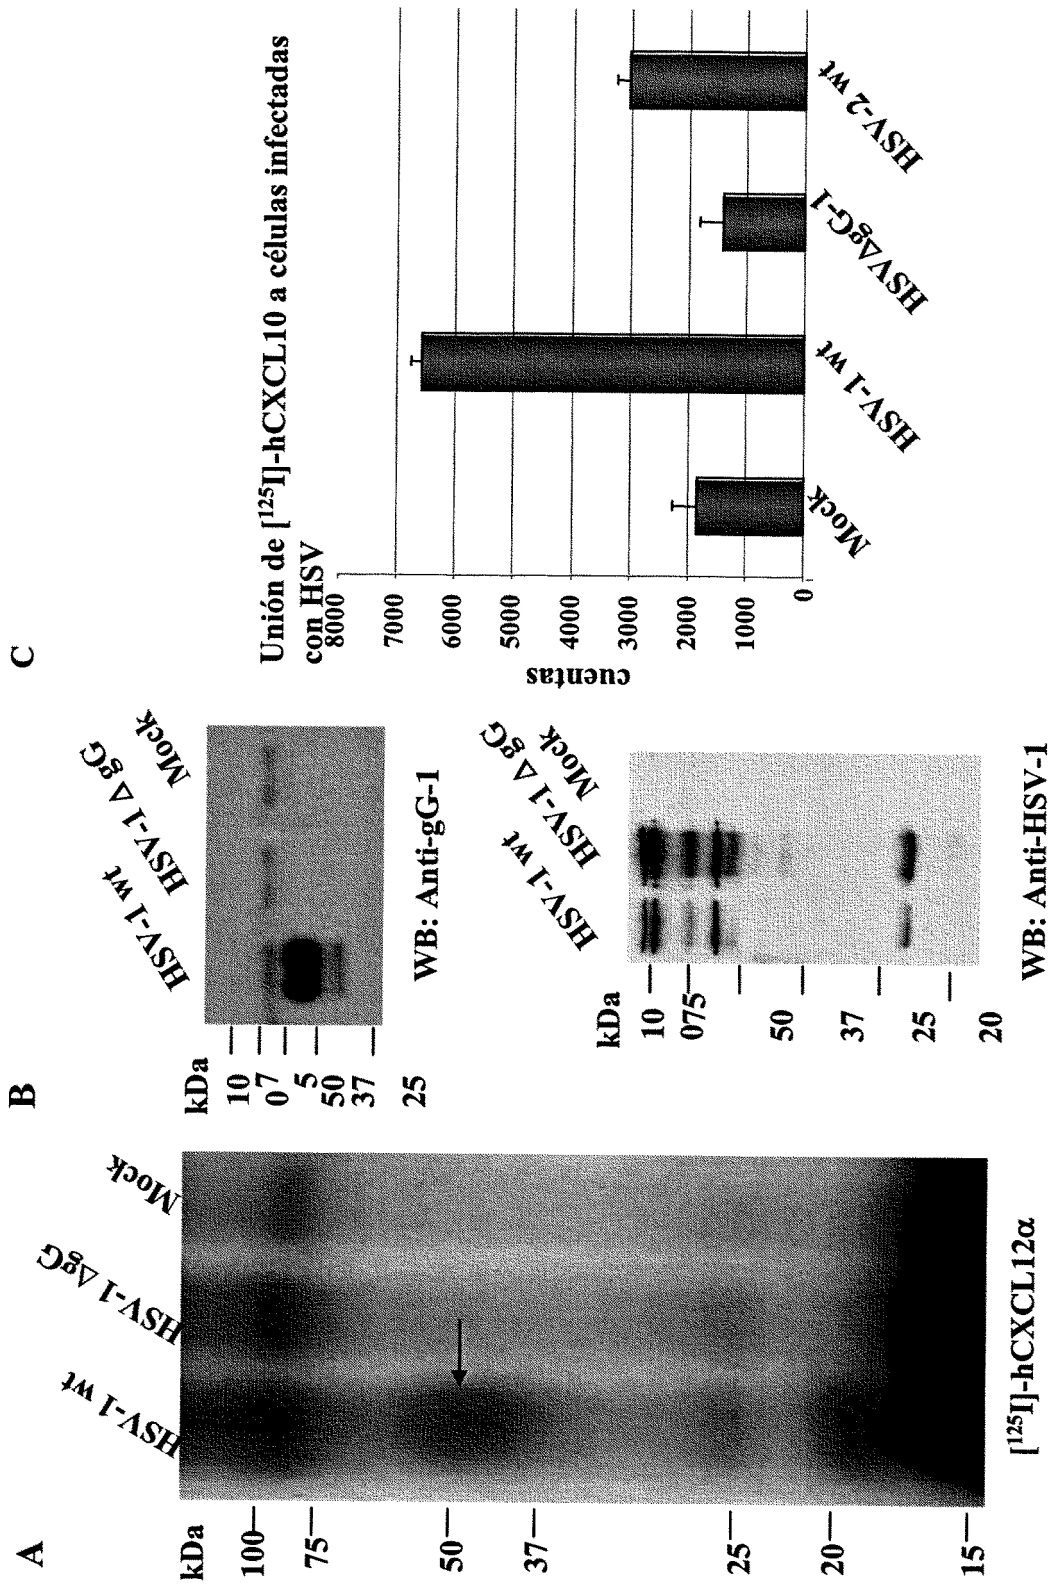 A
HSV-1 wt
HSV-1 ΔgG
Mock
kDa
100
75
50
37
25
20
15
[125I]-hCXCL12α
B
HSV-1 wt
HSV-1 Δ gG
Mock
kDa
10
0 7
5
50
37
25
WB: Anti-gG-1
HSV-1 wt
HSV-1 Δ gG
Mock
kDa
10
075
50
37
25
20
WB: Anti-HSV-1
C
Unión de [125I]-hCXCL10 a células infectadas
con HSV
8000
7000
6000
5000
4000
3000
2000
1000
0
cuentas
Mock
HSV-1 wt
HSVΔgG-1
HSV-2 wt